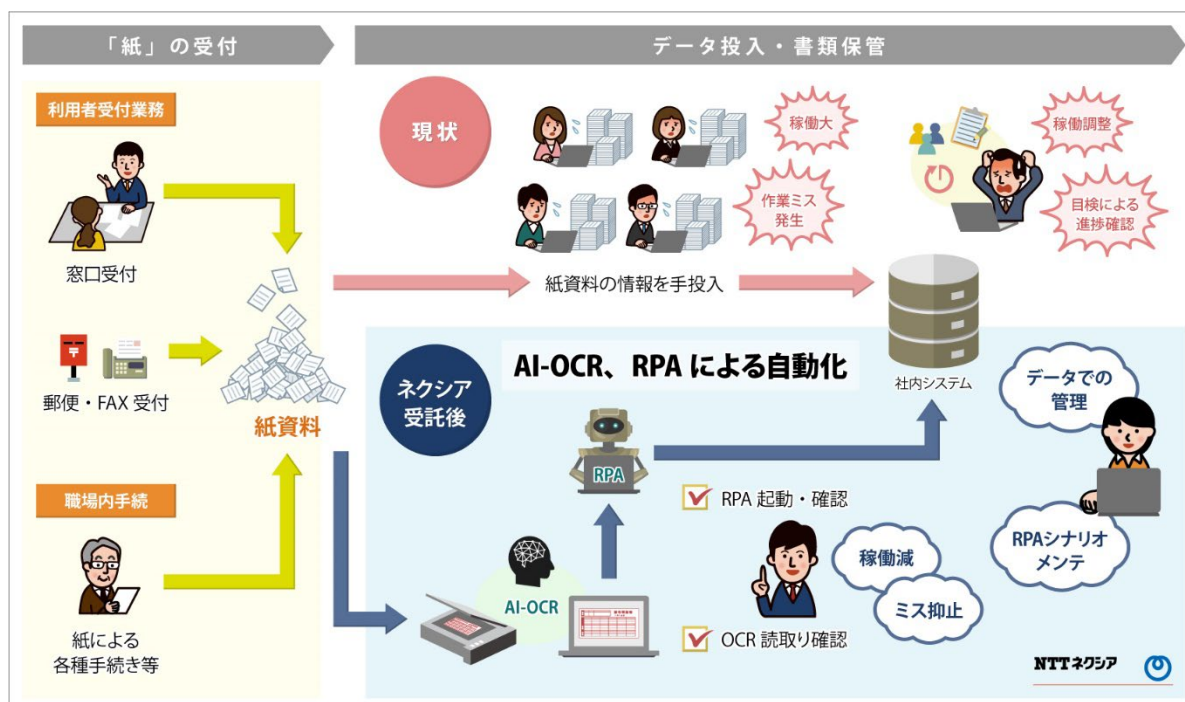 「紙」の受付
データ投入・書類保管
利用者受付業務
窓口受付
郵便・FAX 受付
紙資料
職場内手続
紙による
各種手続き等
現状
稼働大
作業ミス
発生
稼働調整
目検による
進捗確認
紙資料の情報を手投入
社内システム
ネクシア
受託後
AI-OCR、RPA による自動化
RPA
RPA 起動・確認
AI-OCR
OCR 読取り確認
稼働減
ミス抑止
データでの
管理
RPAシナリオ
メンテ
NTTネクシア